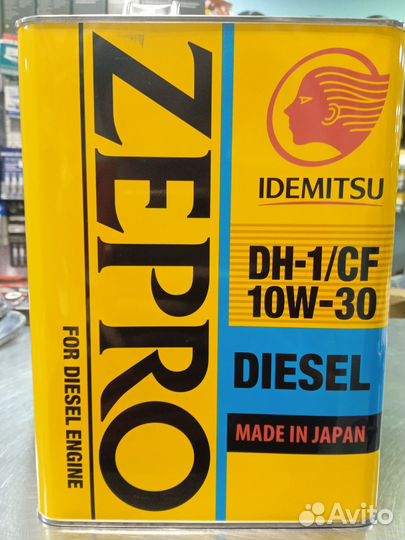 ZEPRO
FOR DIESEL ENGINE
IDEMITSU
DH-1/CF
10W-30
DIESEL
MADE IN JAPAN
Avito